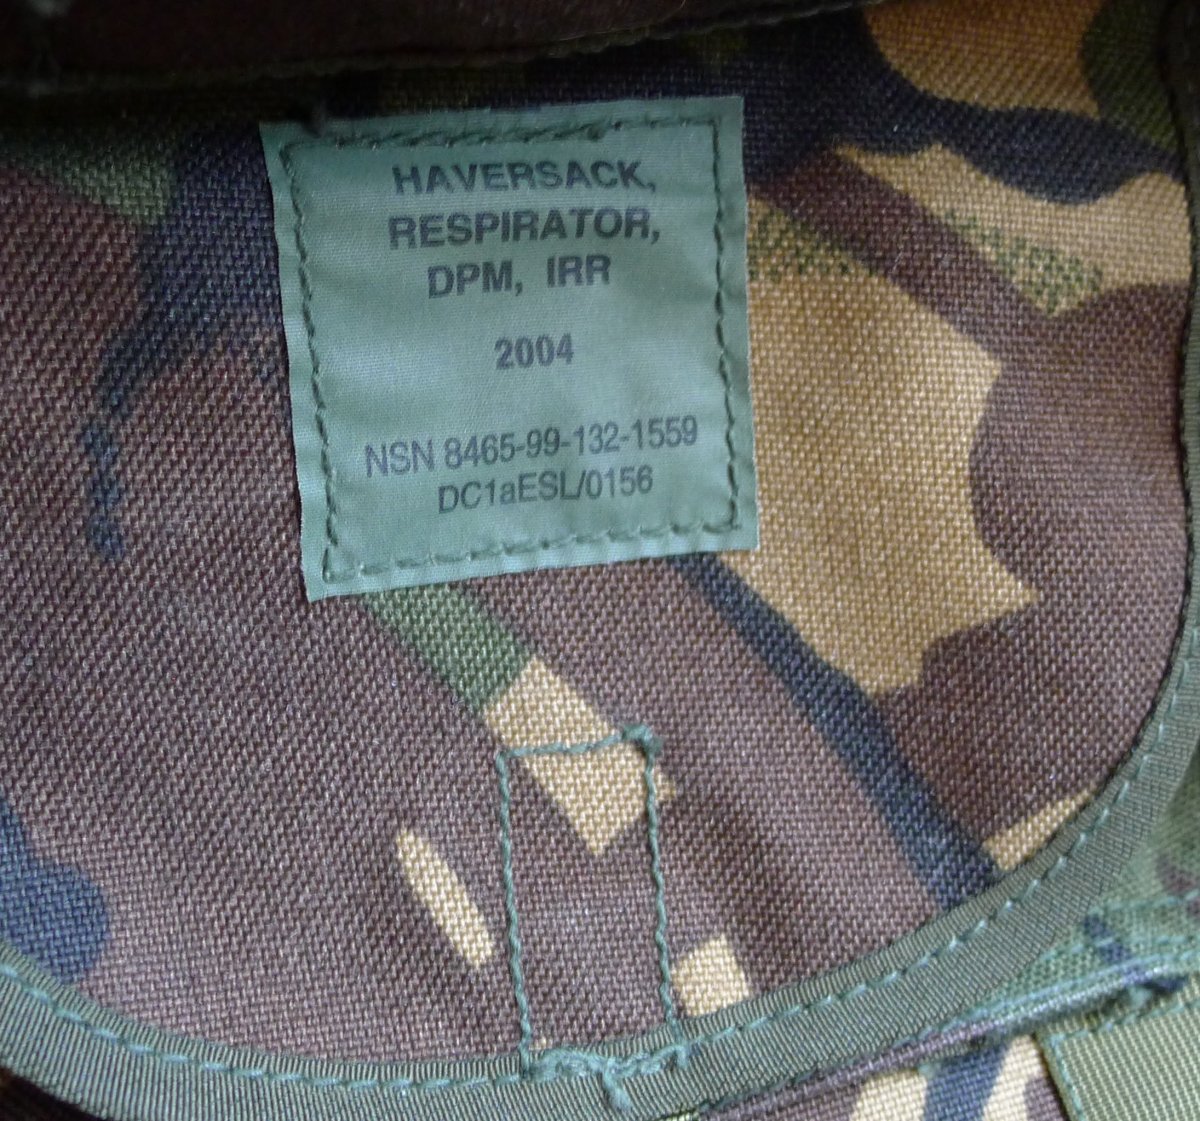 HAVERSACK,
RESPIRATOR,
DPM, IRR
2004
NSN 8465-99-132-1559
DC1aESL/0156